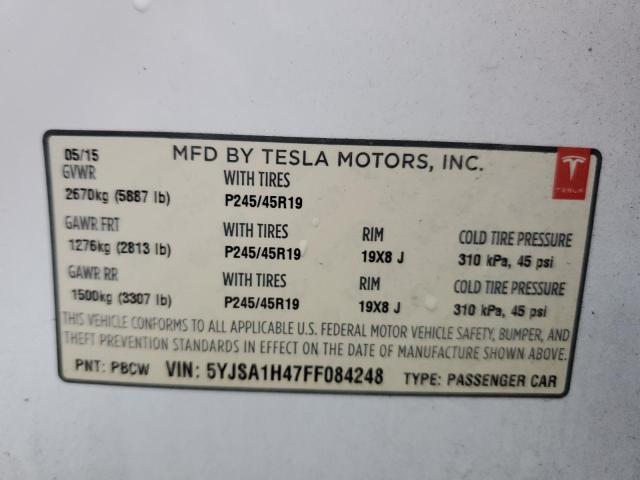 05/15 MFD BY TESLA MOTORS, INC.
GVWR WITH TIRES
2670kg (5887 lb) P245/45R19
TESLA
GAWR FRT WITH TIRES RIM COLD TIRE PRESSURE
1276kg (2813 lb) P245/45R19 19X8 J 310 kPa, 45 psi
GAWR RR WITH TIRES RIM COLD TIRE PRESSURE
1500kg (3307 lb) P245/45R19 19X8 J 310 kPa, 45 psi
THIS VEHICLE CONFORMS TO ALL APPLICABLE U.S. FEDERAL MOTOR VEHICLE SAFETY, BUMPER, AND
THEFT PREVENTION STANDARDS IN EFFECT ON THE DATE OF MANUFACTURE SHOWN ABOVE.
PNT: PBCW VIN: 5YJSA1H47FF084248 TYPE: PASSENGER CAR